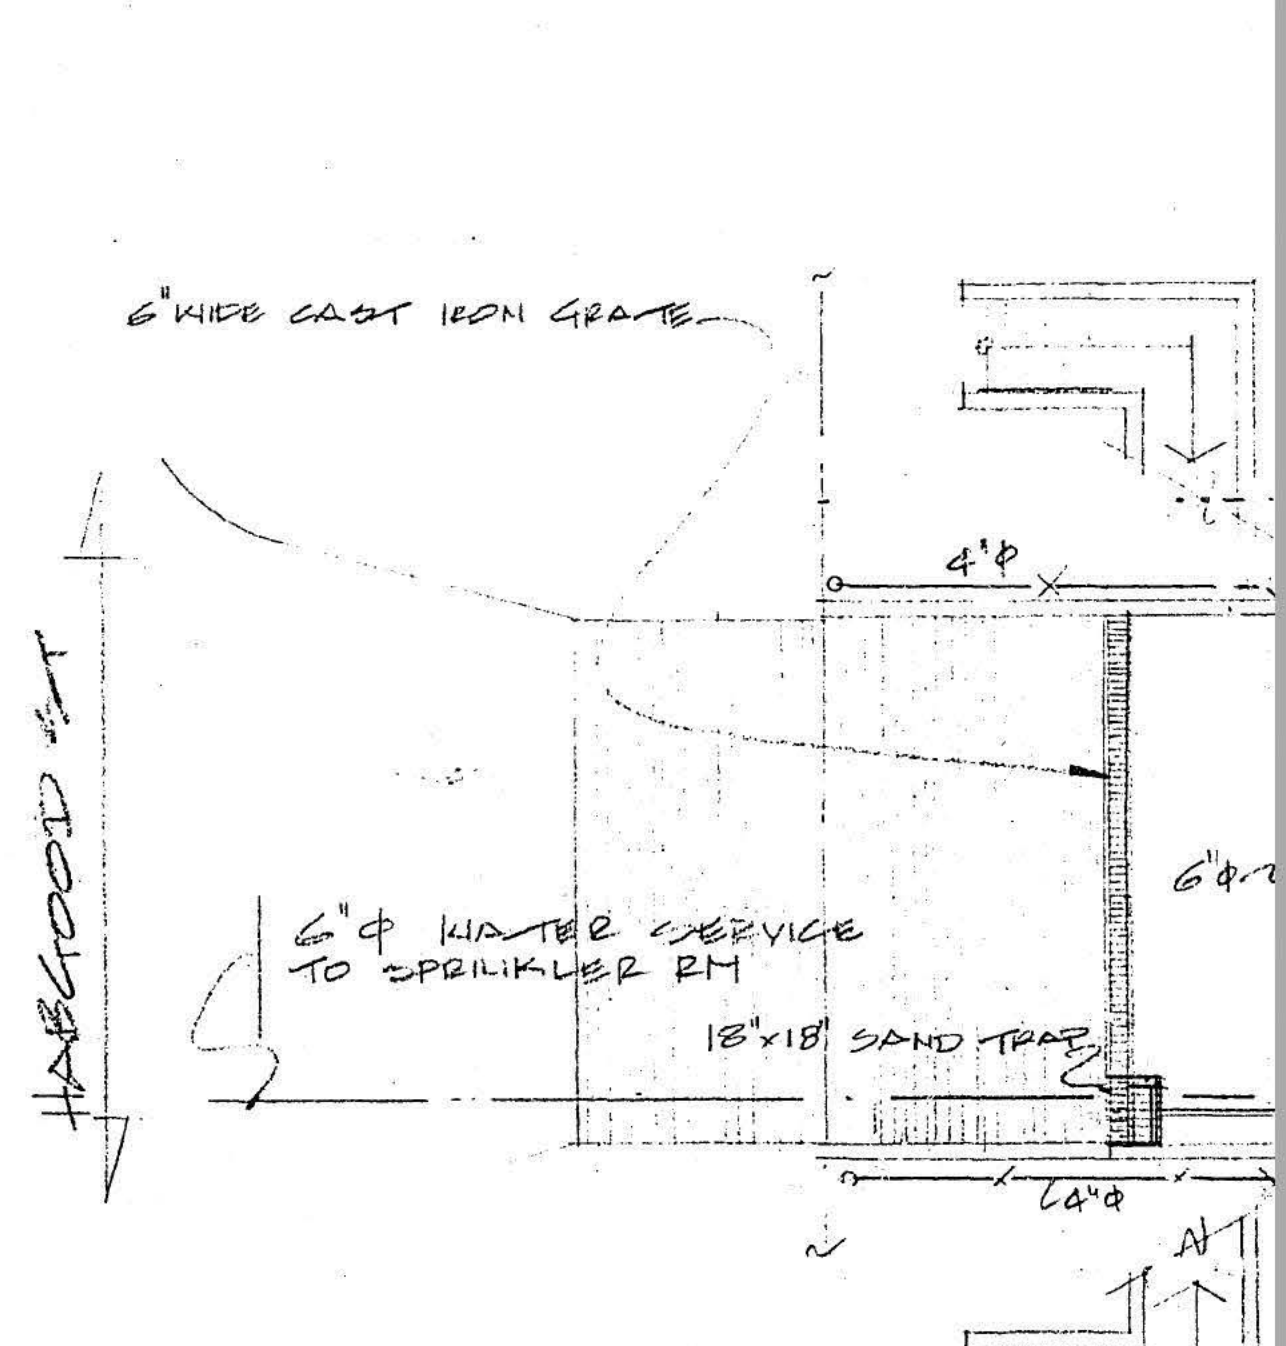 6" WIDE CAST IRON GRATE
4"φ
HABGOOD ST
6"φ
6"φ WATER SERVICE
TO SPRINKLER RM
18"x18" SAND TRAP
4"φ